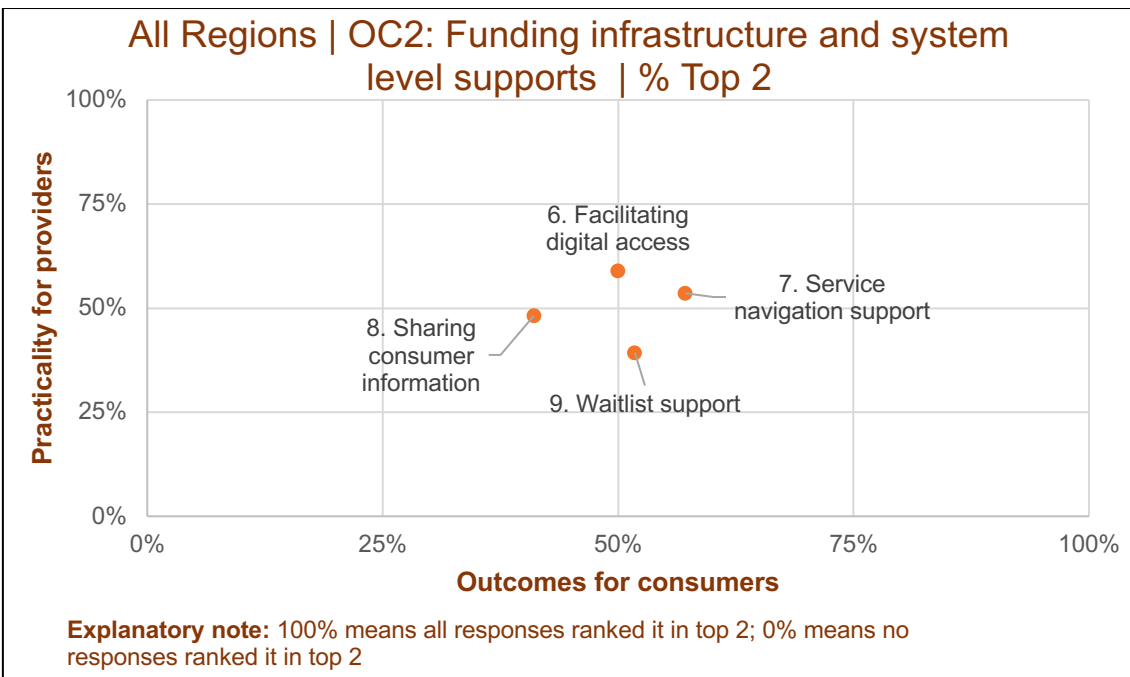 All Regions | OC2: Funding infrastructure and system
level supports | % Top 2
100%
75%
50%
25%
0%
Practicality for providers
6. Facilitating
digital access
7. Service
navigation support
8. Sharing
consumer
information
9. Waitlist support
0%
25%
50%
75%
100%
Outcomes for consumers
Explanatory note: 100% means all responses ranked it in top 2; 0% means no
responses ranked it in top 2